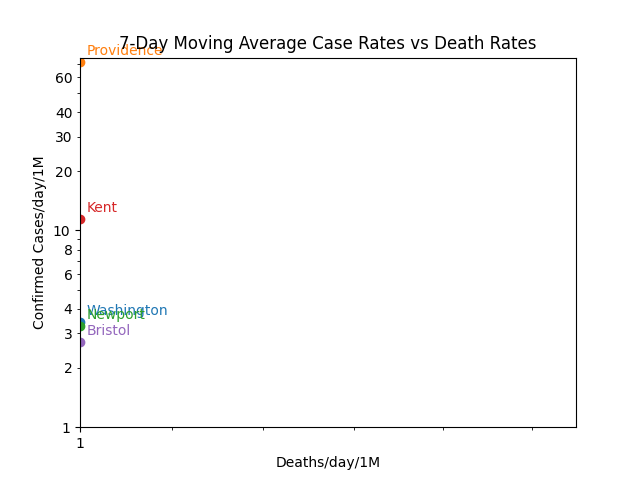 7-Day Moving Average Case Rates vs Death Rates
Providence
60
40
30
20
10
8
6
4
3
2
1
Confirmed Cases/day/1M
Kent
Washington
Newport
Bristol
1
Deaths/day/1M